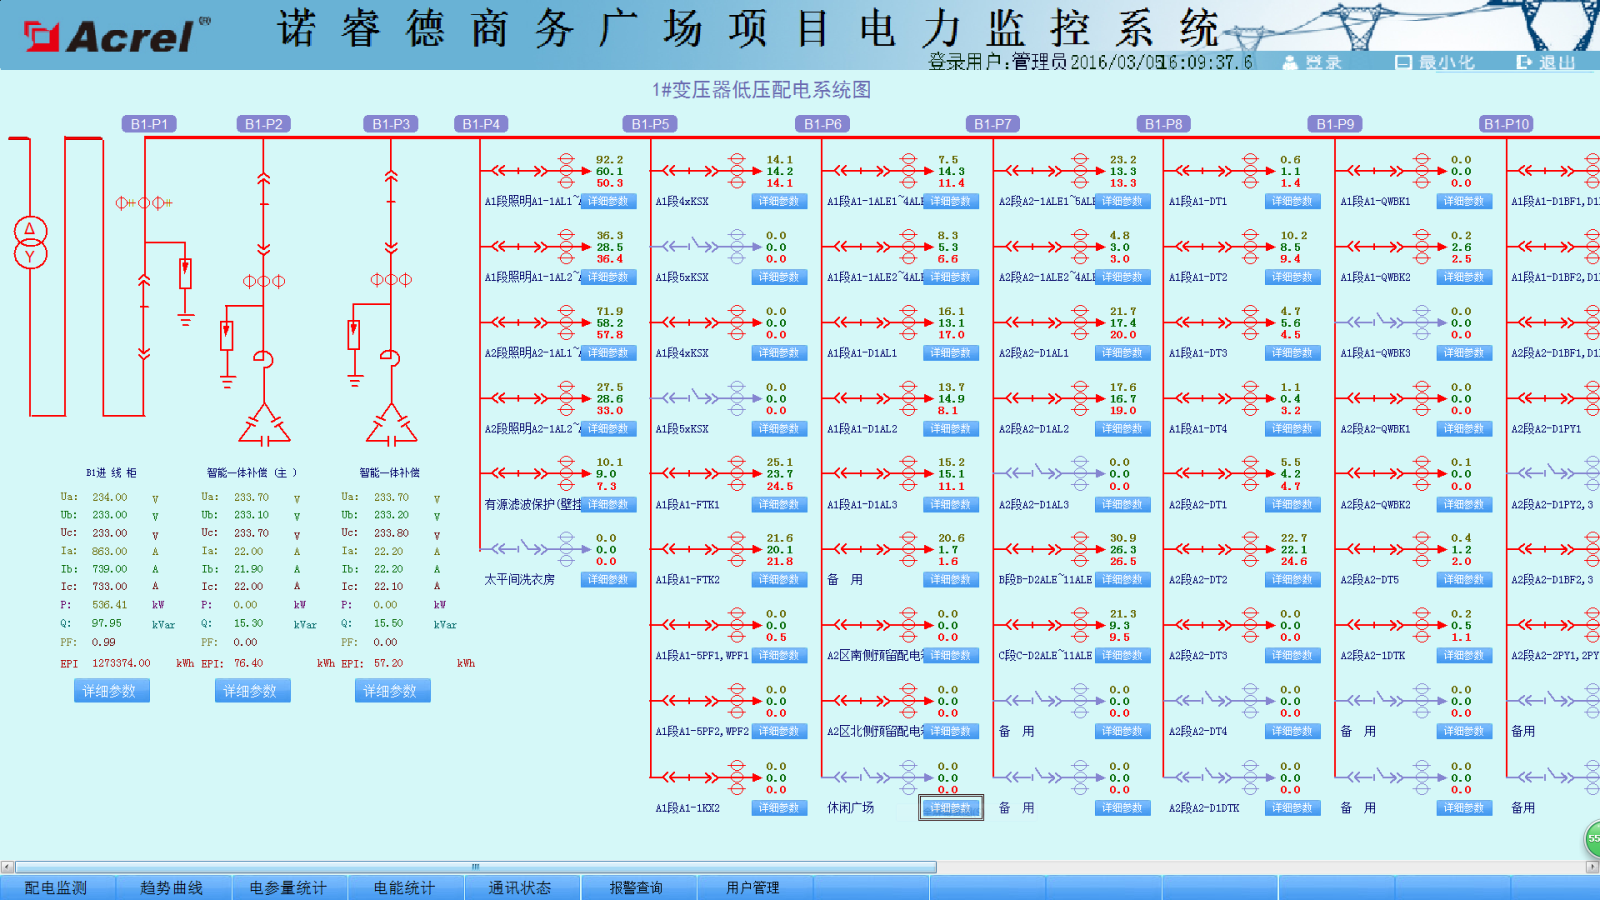 Acrel
诺睿德商务广场项目电力监控系统
登录用户:管理员2016/03/05 16:09:37.6
登录
最小化
退出
1#变压器低压配电系统图
B1-P1
B1-P2
B1-P3
B1-P4
B1-P5
B1-P6
B1-P7
B1-P8
B1-P9
B1-P10
Δ
Y
B1进 线 柜
Ua: 234.00 V
Ub: 233.00 V
Uc: 233.00 V
Ia: 863.00 A
Ib: 739.00 A
Ic: 733.00 A
P: 536.41 kW
Q: 97.95 kVar
PF: 0.99
EPI 1273374.00 kWh
详细参数
智能一体补偿(主)
Ua: 233.70 V
Ub: 233.10 V
Uc: 233.70 V
Ia: 22.00 A
Ib: 21.90 A
Ic: 22.00 A
P: 0.00 kW
Q: 15.30 kVar
PF: 0.00
EPI: 76.40 kWh
详细参数
智能一体补偿
Ua: 233.70 V
Ub: 233.20 V
Uc: 233.80 V
Ia: 22.20 A
Ib: 22.20 A
Ic: 22.10 A
P: 0.00 kW
Q: 15.50 kVar
PF: 0.00
EPI: 57.20 kWh
详细参数
92.2
60.1
50.3
A1段照明A1-1AL1~ 详细参数
36.3
28.5
36.4
A1段照明A1-1AL2~ 详细参数
71.9
58.2
57.8
A2段照明A2-1AL1~ 详细参数
27.5
28.6
33.0
A2段照明A2-1AL2~ 详细参数
10.1
9.0
7.3
有源滤波保护(壁挂 详细参数
0.0
0.0
0.0
太平间洗衣房 详细参数
14.1
14.2
14.1
A1段4xKSX 详细参数
0.0
0.0
0.0
A1段5xKSX 详细参数
0.0
0.0
0.0
A1段4xKSX 详细参数
0.0
0.0
0.0
A1段5xKSX 详细参数
25.1
23.7
24.5
A1段A1-FTK1 详细参数
21.6
20.1
21.8
A1段A1-FTK2 详细参数
0.0
0.0
0.5
A1段A1-5PF1,WPF1 详细参数
0.0
0.0
0.0
A1段A1-5PF2,WPF2 详细参数
0.0
0.0
0.0
A1段A1-1KX2 详细参数
7.5
14.3
11.4
A1段A1-1ALE1~4ALE 详细参数
8.3
5.3
6.6
A1段A1-1ALE2~4ALE 详细参数
16.1
13.1
17.0
A1段A1-D1AL1 详细参数
13.7
14.9
8.1
A1段A1-D1AL2 详细参数
15.2
15.1
11.1
A1段A1-D1AL3 详细参数
20.6
1.7
1.6
备 用 详细参数
0.0
0.0
0.0
A2区南侧预留配电 详细参数
0.0
0.0
0.0
A2区北侧预留配电 详细参数
0.0
0.0
0.0
休闲广场 详细参数
23.2
13.3
13.3
A2段A2-1ALE1~5ALE 详细参数
4.8
3.0
3.0
A2段A2-1ALE2~4ALE 详细参数
21.7
17.4
20.0
A2段A2-D1AL1 详细参数
17.6
16.7
19.0
A2段A2-D1AL2 详细参数
0.0
0.0
0.0
A2段A2-D1AL3 详细参数
30.9
26.3
26.5
B段B-D2ALE~11ALE 详细参数
21.3
9.3
9.5
C段C-D2ALE~11ALE 详细参数
0.0
0.0
0.0
备 用 详细参数
0.0
0.0
0.0
备 用 详细参数
0.6
1.1
1.4
A1段A1-DT1 详细参数
10.2
8.5
9.4
A1段A1-DT2 详细参数
4.7
5.6
4.5
A1段A1-DT3 详细参数
1.1
0.4
3.2
A1段A1-DT4 详细参数
5.5
4.2
4.7
A2段A2-DT1 详细参数
22.7
22.1
24.6
A2段A2-DT2 详细参数
0.0
0.0
0.0
A2段A2-DT3 详细参数
0.0
0.0
0.0
A2段A2-DT4 详细参数
0.0
0.0
0.0
A2段A2-D1DTK 详细参数
0.0
0.0
0.0
A1段A1-QWBK1 详细参数
0.2
2.6
2.5
A1段A1-QWBK2 详细参数
0.0
0.0
0.0
A1段A1-QWBK3 详细参数
0.0
0.0
0.0
A2段A2-QWBK1 详细参数
0.1
0.0
0.0
A2段A2-QWBK2 详细参数
0.4
1.2
2.0
A2段A2-DT5 详细参数
0.2
0.5
1.1
A2段A2-1DTK 详细参数
0.0
0.0
0.0
备 用 详细参数
0.0
0.0
0.0
备 用 详细参数
A1段A1-D1BF1,D1
A1段A1-D1BF2,D1
A2段A2-D1BF1,D1
A2段A2-D1PY1
A2段A2-D1PY2,3
A2段A2-D1BF2,3
A2段A2-2PY1,2PY
备用
备用
55
配电监测
趋势曲线
电参量统计
电能统计
通讯状态
报警查询
用户管理